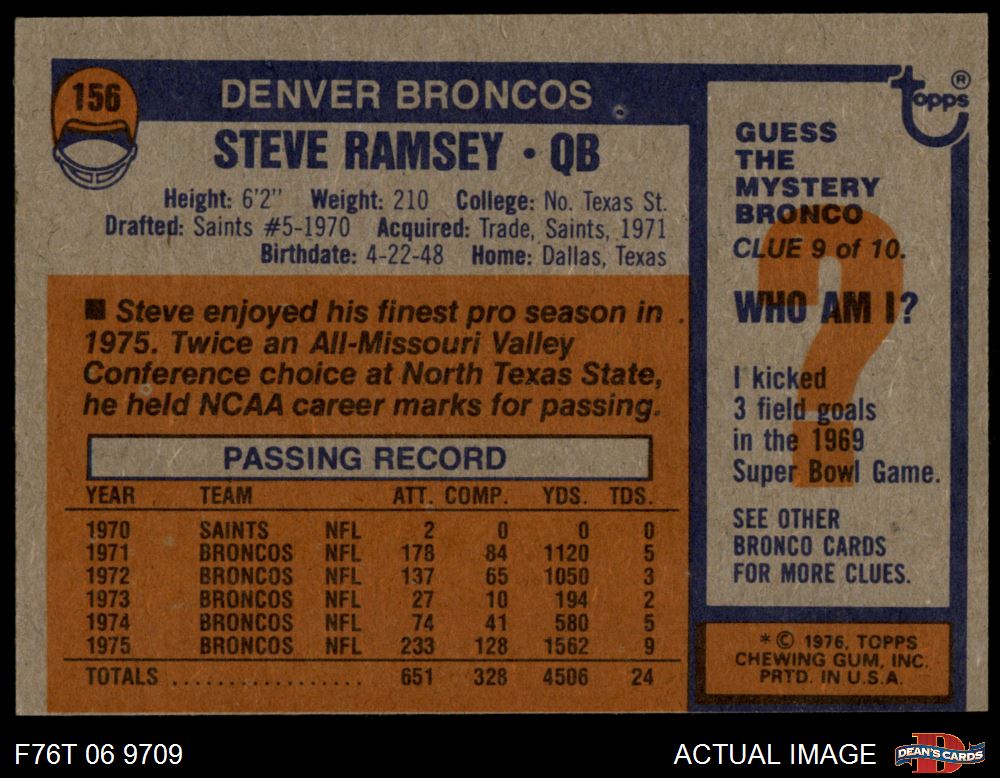 156
DENVER BRONCOS
STEVE RAMSEY • QB
Height: 6'2" Weight: 210 College: No. Texas St.
Drafted: Saints #5-1970 Acquired: Trade, Saints, 1971
Birthdate: 4-22-48 Home: Dallas, Texas
■ Steve enjoyed his finest pro season in
1975. Twice an All-Missouri Valley
Conference choice at North Texas State,
he held NCAA career marks for passing.
PASSING RECORD
YEAR TEAM ATT. COMP. YDS. TDS.
1970 SAINTS NFL 2 0 0 0
1971 BRONCOS NFL 178 84 1120 5
1972 BRONCOS NFL 137 65 1050 3
1973 BRONCOS NFL 27 10 194 2
1974 BRONCOS NFL 74 41 580 5
1975 BRONCOS NFL 233 128 1562 9
TOTALS .................. 651 328 4506 24
Topps ®
GUESS
THE
MYSTERY
BRONCO
CLUE 9 of 10.
WHO AM I?
?
I kicked
3 field goals
in the 1969
Super Bowl Game.
SEE OTHER
BRONCO CARDS
FOR MORE CLUES.
* © 1976, TOPPS
CHEWING GUM, INC.
PRTD. IN U.S.A.
F76T 06 9709
ACTUAL IMAGE
D
DEAN'S CARDS